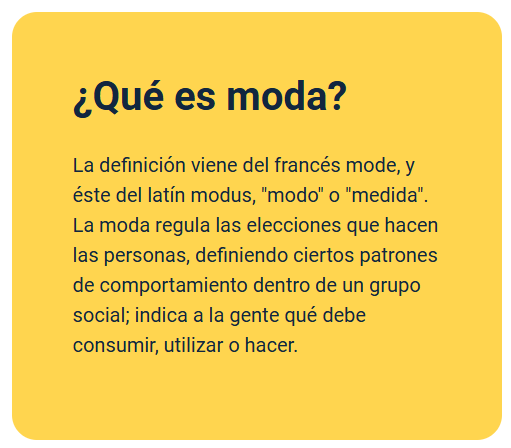 ¿Qué es moda?
La definición viene del francés mode, y
éste del latín modus, "modo" o "medida".
La moda regula las elecciones que hacen
las personas, definiendo ciertos patrones
de comportamiento dentro de un grupo
social; indica a la gente qué debe
consumir, utilizar o hacer.